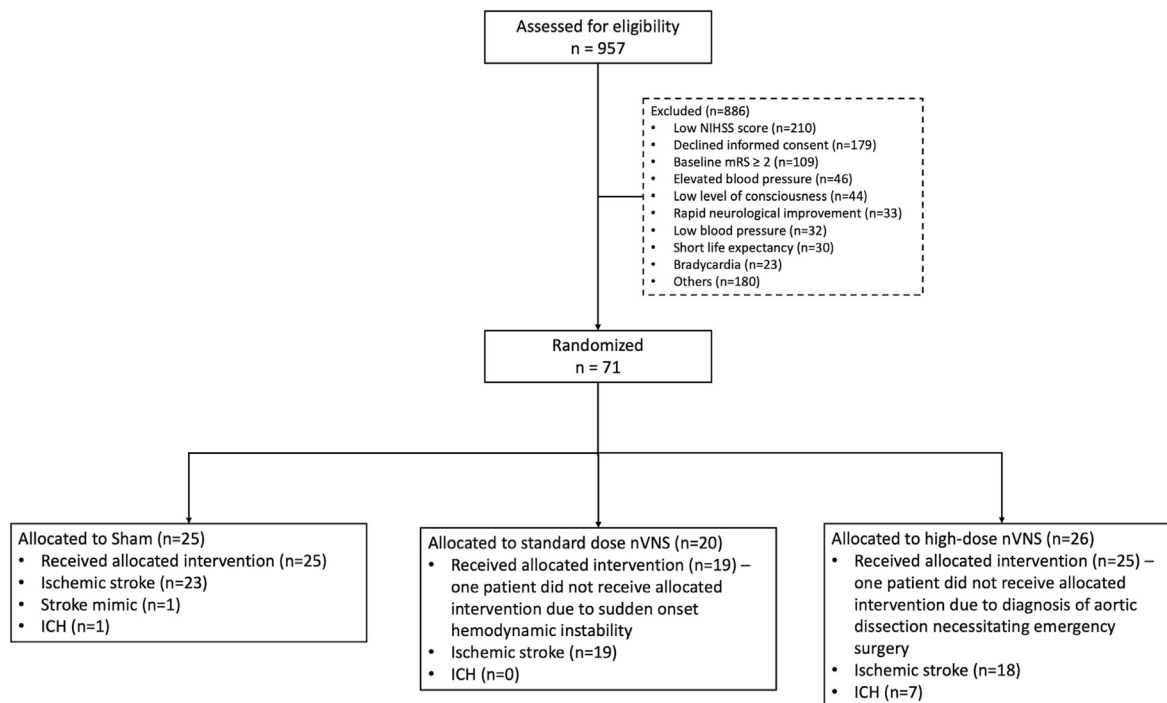 Assessed for eligibility
n = 957
Excluded (n=886)
• Low NIHSS score (n=210)
• Declined informed consent (n=179)
• Baseline mRS ≥ 2 (n=109)
• Elevated blood pressure (n=46)
• Low level of consciousness (n=44)
• Rapid neurological improvement (n=33)
• Low blood pressure (n=32)
• Short life expectancy (n=30)
• Bradycardia (n=23)
• Others (n=180)
Randomized
n = 71
Allocated to Sham (n=25)
• Received allocated intervention (n=25)
• Ischemic stroke (n=23)
• Stroke mimic (n=1)
• ICH (n=1)
Allocated to standard dose nVNS (n=20)
• Received allocated intervention (n=19) –
one patient did not receive allocated
intervention due to sudden onset
hemodynamic instability
• Ischemic stroke (n=19)
• ICH (n=0)
Allocated to high-dose nVNS (n=26)
• Received allocated intervention (n=25) –
one patient did not receive allocated
intervention due to diagnosis of aortic
dissection necessitating emergency
surgery
• Ischemic stroke (n=18)
• ICH (n=7)